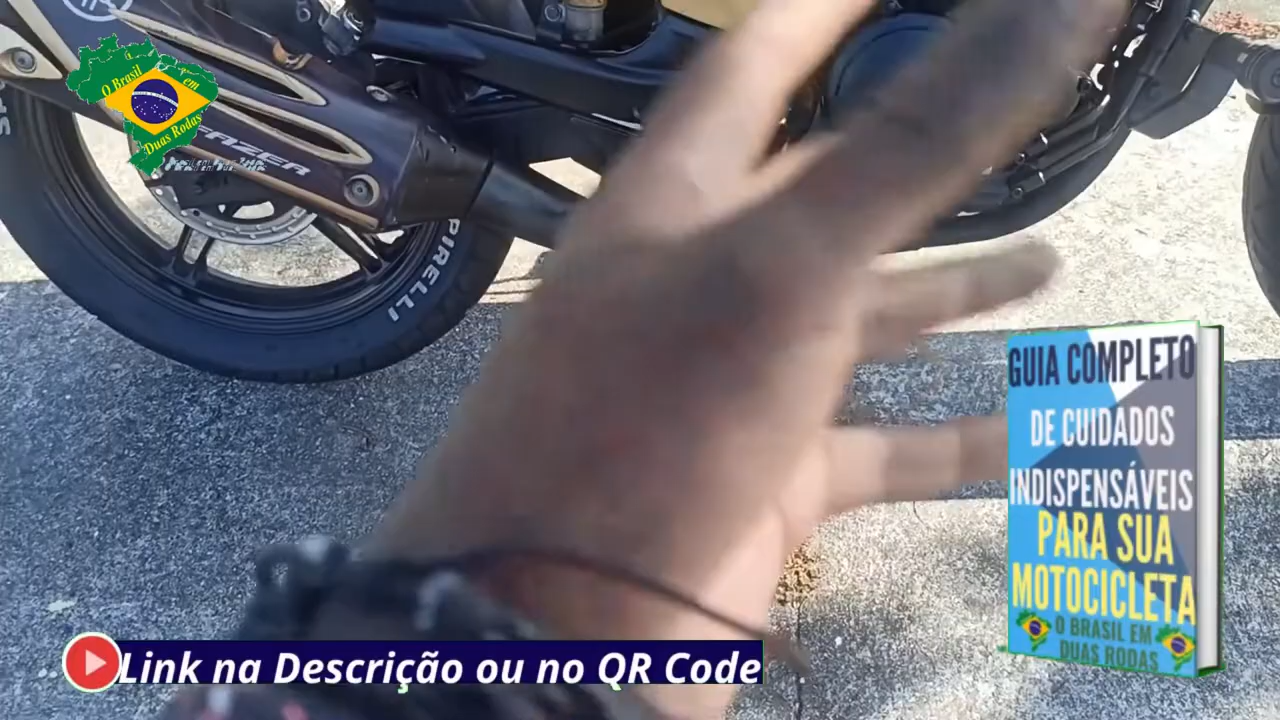 O Brasil
á
em
Duas Rodas
FAZER
PIRELLI
GUIA COMPLETO
DE CUIDADOS
INDISPENSÁVEIS
PARA SUA
MOTOCICLETA
O BRASIL EM
DUAS RODAS
Link na Descrição ou no QR Code